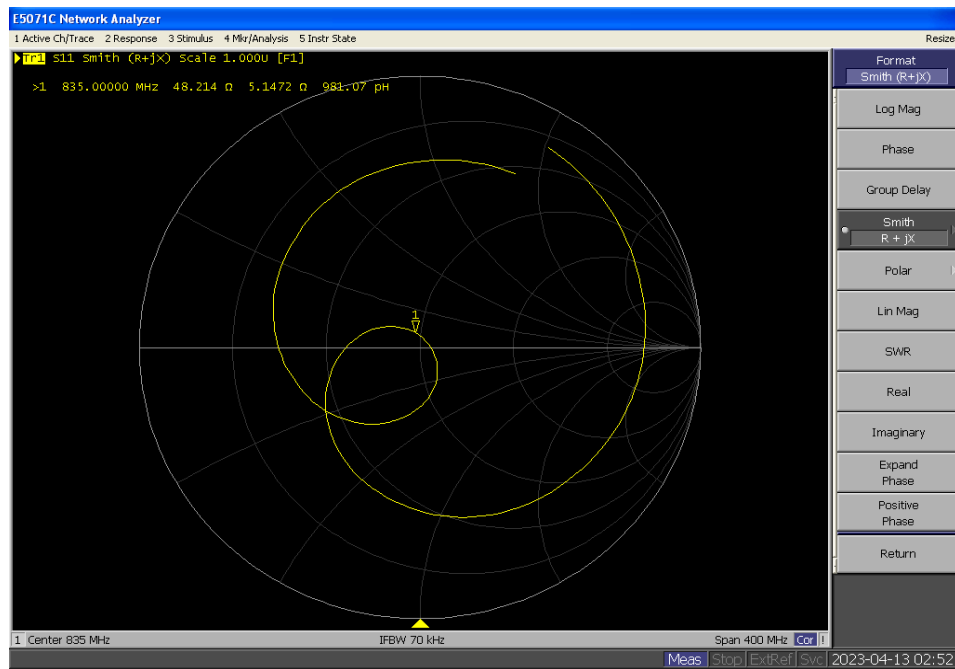 E5071C Network Analyzer
1 Active Ch/Trace 2 Response 3 Stimulus 4 Mkr/Analysis 5 Instr State
Resize
Tr1 S11 Smith (R+jX) Scale 1.000U [F1]
>1 835.00000 MHz 48.214 Ω 5.1472 Ω 981.07 pH
1
Format
Smith (R+jX)
Log Mag
Phase
Group Delay
Smith
R + jX
Polar
Lin Mag
SWR
Real
Imaginary
Expand
Phase
Positive
Phase
Return
1 Center 835 MHz
IFBW 70 kHz
Span 400 MHz Cor !
Meas Stop ExtRef Svc 2023-04-13 02:52